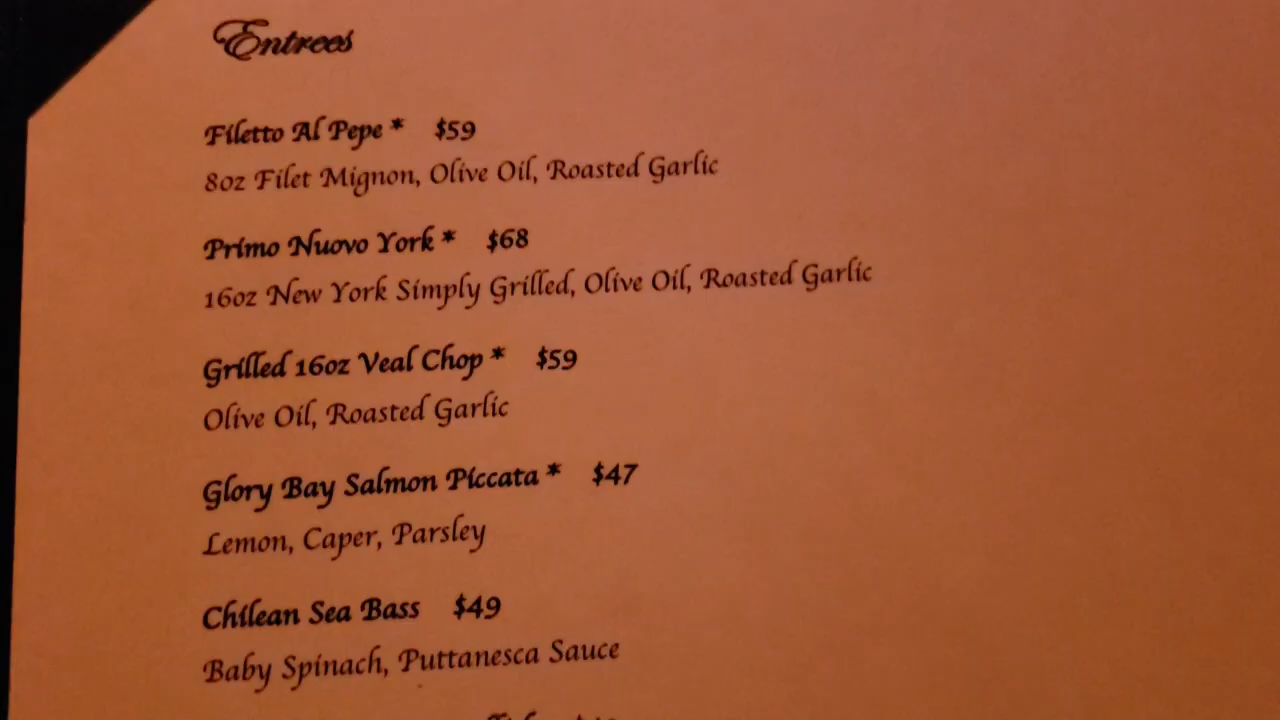 Entrees
Filetto Al Pepe * $59
8oz Filet Mignon, Olive Oil, Roasted Garlic
Primo Nuovo York * $68
16oz New York Simply Grilled, Olive Oil, Roasted Garlic
Grilled 16oz Veal Chop * $59
Olive Oil, Roasted Garlic
Glory Bay Salmon Piccata * $47
Lemon, Caper, Parsley
Chilean Sea Bass $49
Baby Spinach, Puttanesca Sauce